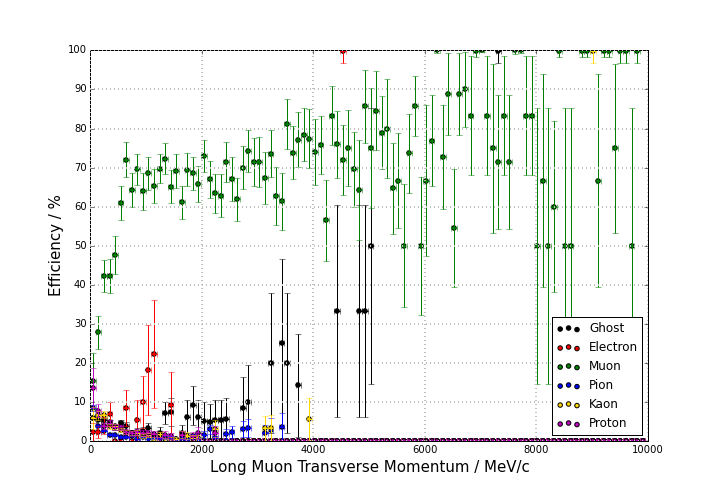 100
90
80
70
60
50
40
30
20
10
0
Efficiency / %
0 2000 4000 6000 8000 10000
Long Muon Transverse Momentum / MeV/c
Ghost
Electron
Muon
Pion
Kaon
Proton